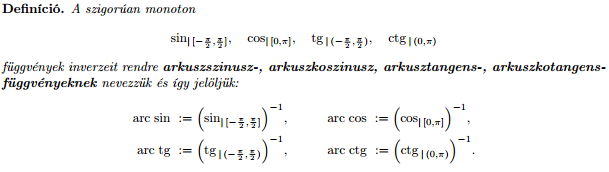 Definíció. A szigorúan monoton
sin|[−π/2, π/2], cos|[0,π], tg|(−π/2, π/2), ctg|(0,π)
függvények inverzeit rendre arkuszszinusz-, arkuszkoszinusz, arkusztangens-, arkuszkotangens-
függvényeknek nevezzük és így jelöljük:
arc sin := (sin|[−π/2, π/2])⁻¹, arc cos := (cos|[0,π])⁻¹,
arc tg := (tg|(−π/2, π/2))⁻¹, arc ctg := (ctg|(0,π))⁻¹.